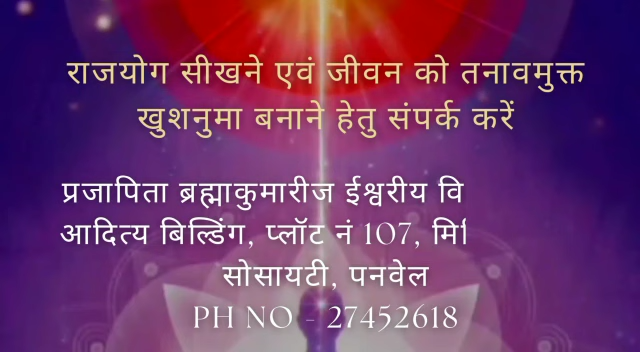 राजयोग सीखने एवं जीवन को तनावमुक्त
खुशनुमा बनाने हेतु संपर्क करें
प्रजापिता ब्रह्माकुमारीज ईश्वरीय
आदित्य बिल्डिंग, प्लॉट नं 107,
सोसायटी, पनवेल
PH NO - 27452618